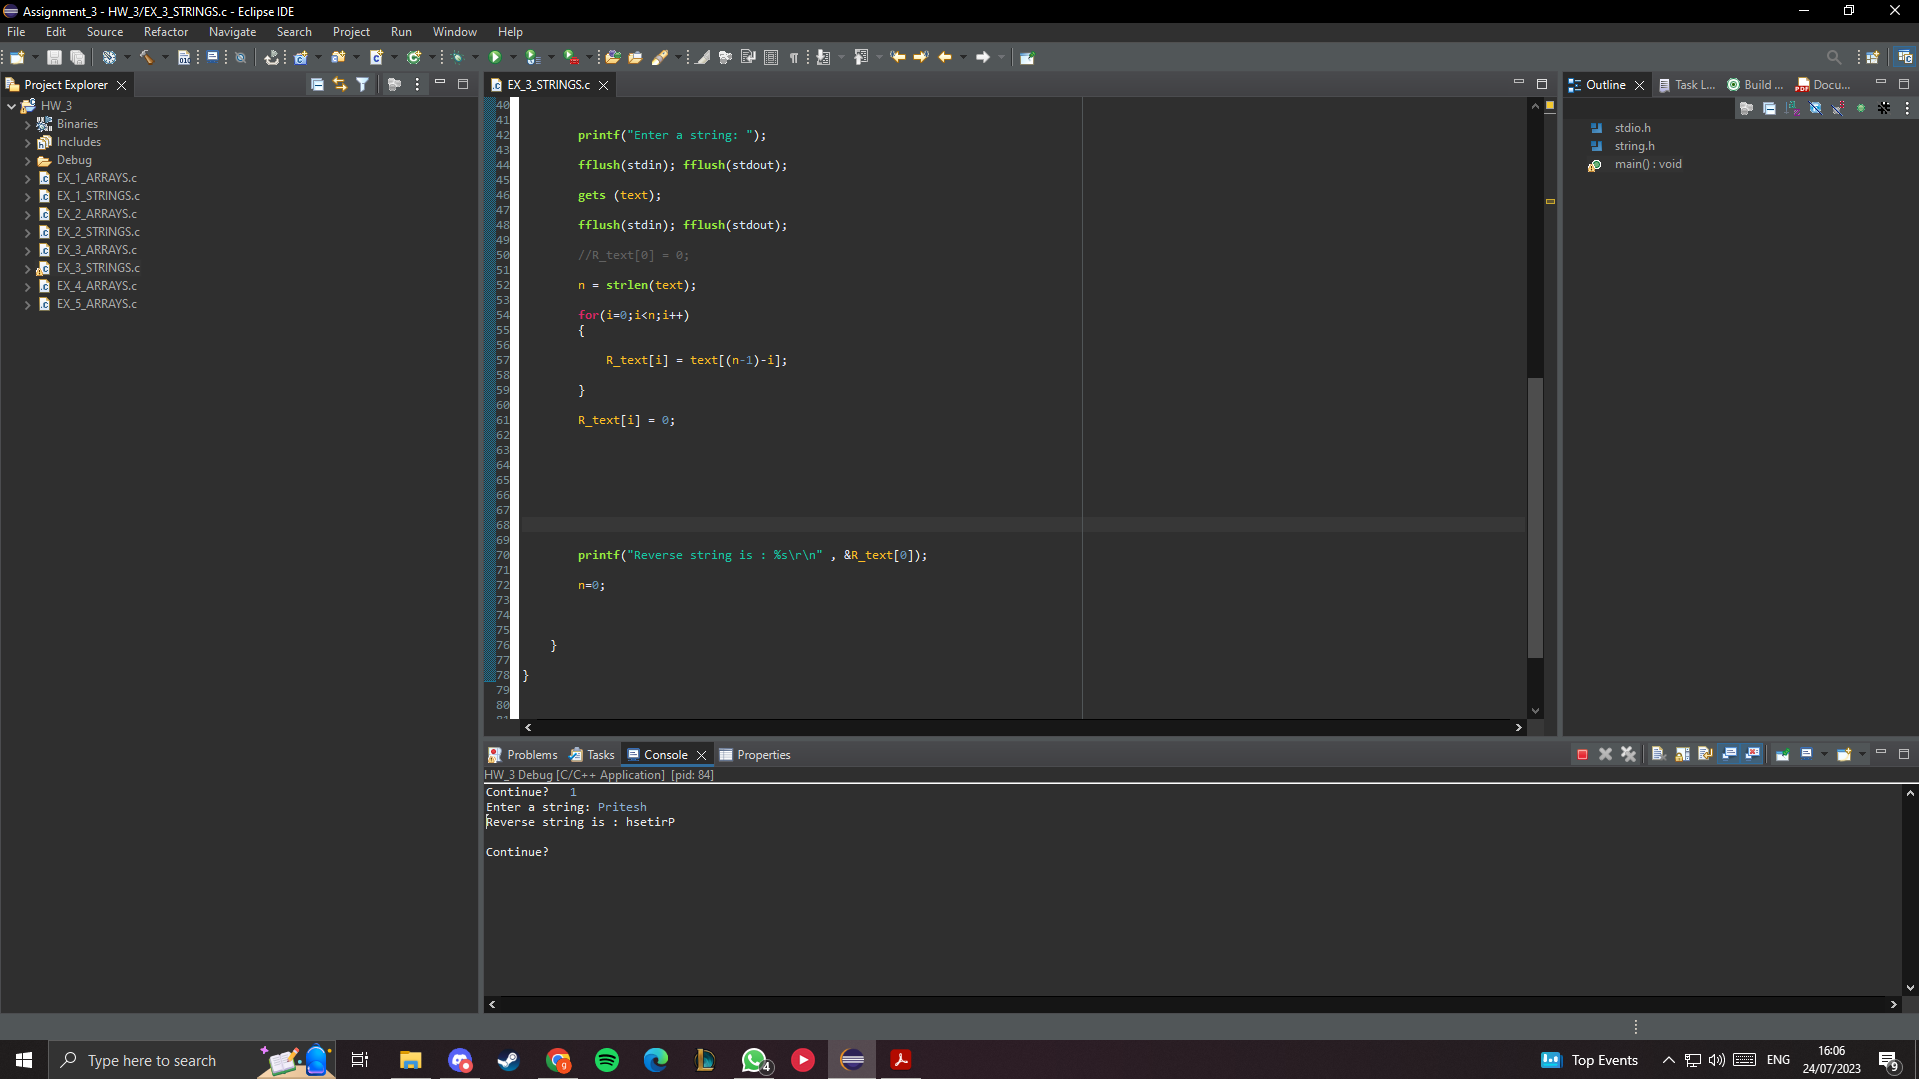 Assignment_3 - HW_3/EX_3_STRINGS.c - Eclipse IDE
File Edit Source Refactor Navigate Search Project Run Window Help
Project Explorer
HW_3
Binaries
Includes
Debug
EX_1_ARRAYS.c
EX_1_STRINGS.c
EX_2_ARRAYS.c
EX_2_STRINGS.c
EX_3_ARRAYS.c
EX_3_STRINGS.c
EX_4_ARRAYS.c
EX_5_ARRAYS.c
EX_3_STRINGS.c
40
41
42 printf("Enter a string: ");
43
44 fflush(stdin); fflush(stdout);
45
46 gets (text);
47
48 fflush(stdin); fflush(stdout);
49
50 //R_text[0] = 0;
51
52 n = strlen(text);
53
54 for(i=0;i<n;i++)
55 {
56
57 R_text[i] = text[(n-1)-i];
58
59 }
60
61 R_text[i] = 0;
62
63
64
65
66
67
68
69
70 printf("Reverse string is : %s\r\n" , &R_text[0]);
71
72 n=0;
73
74
75
76 }
77
78 }
79
80
81
Outline Task L... Build ... Docu...
stdio.h
string.h
main() : void
Problems Tasks Console Properties
HW_3 Debug [C/C++ Application] [pid: 84]
Continue? 1
Enter a string: Pritesh
Reverse string is : hsetirP
Continue?
Type here to search
4
Top Events
ENG
16:06
24/07/2023
9